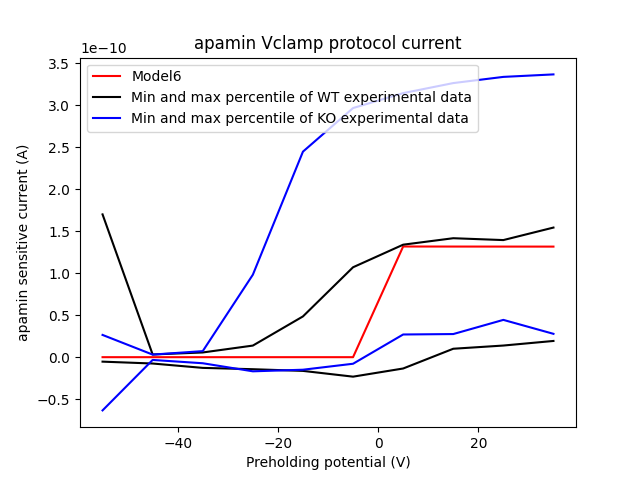 apamin Vclamp protocol current
1e−10
Model6
Min and max percentile of WT experimental data
Min and max percentile of KO experimental data
3.5
3.0
2.5
2.0
1.5
1.0
0.5
0.0
−0.5
apamin sensitive current (A)
−40 −20 0 20
Preholding potential (V)